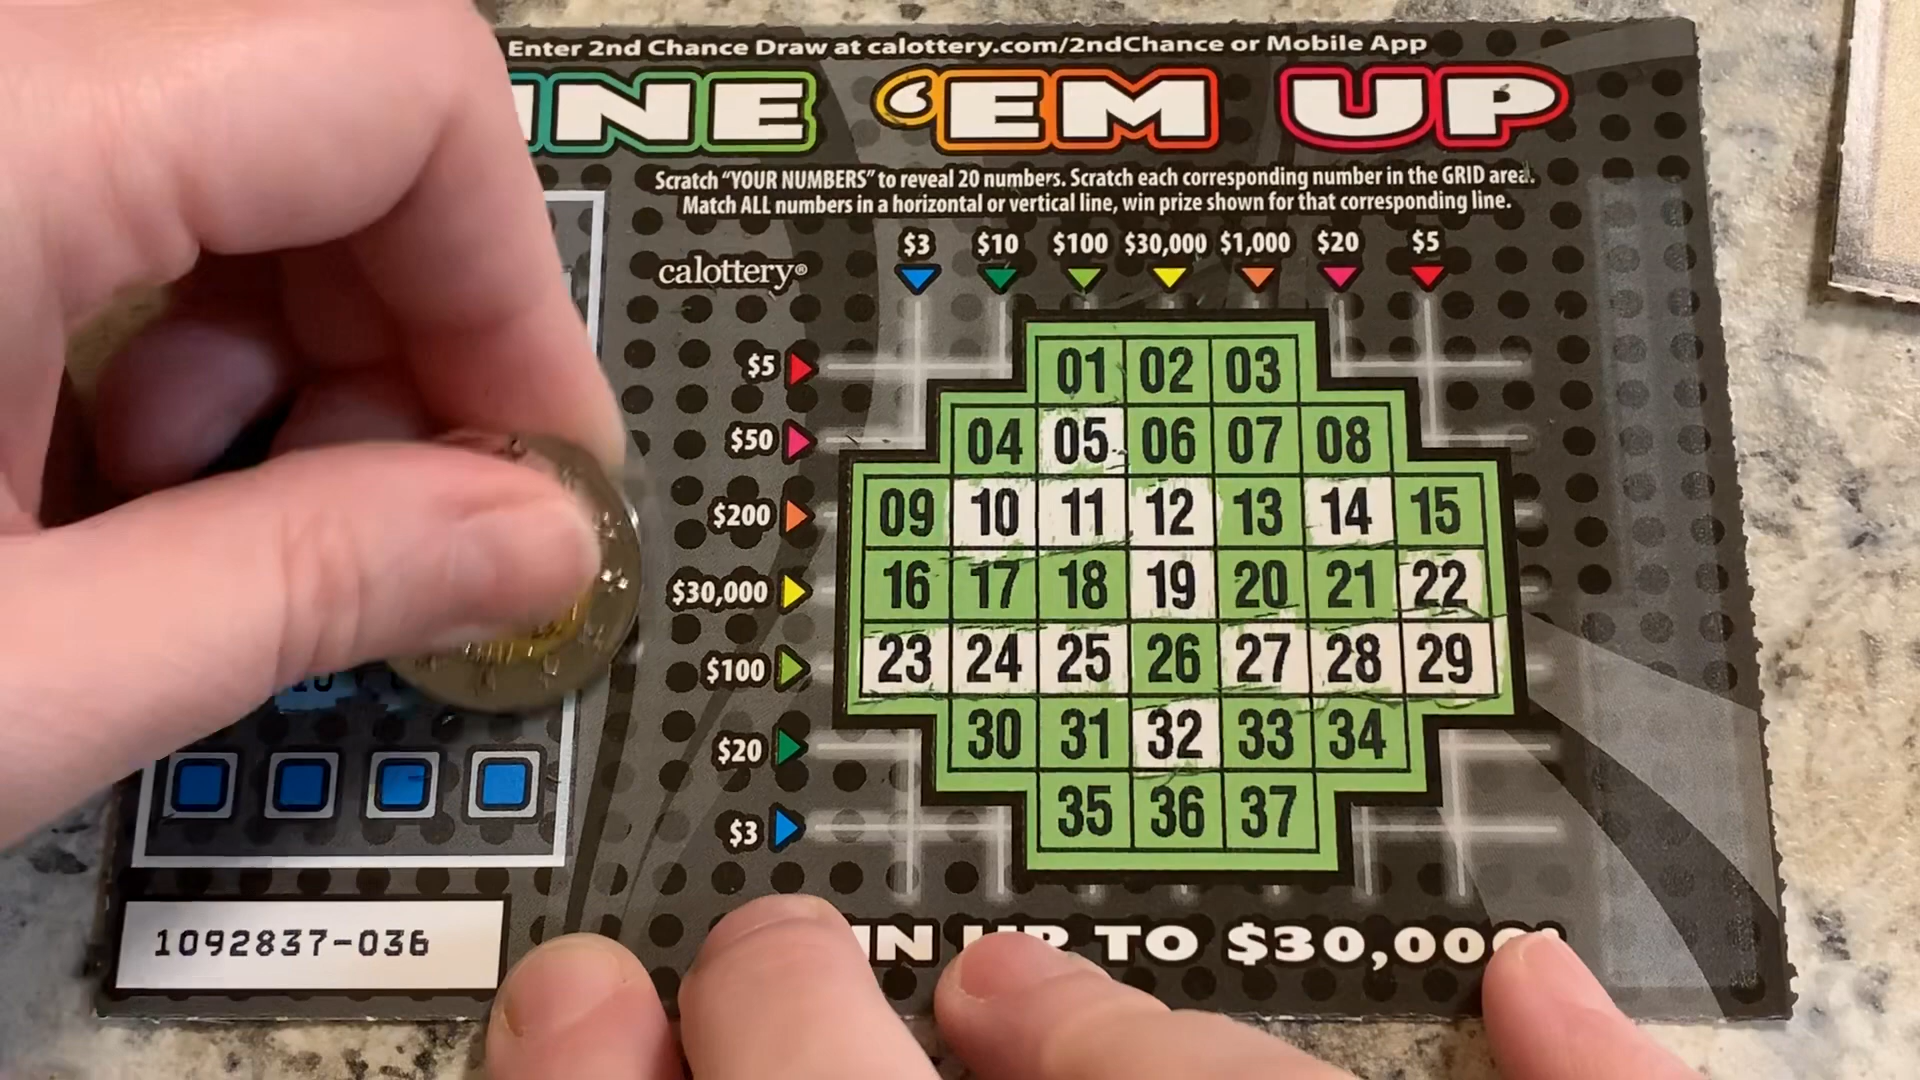 Enter 2nd Chance Draw at calottery.com/2ndChance or Mobile App
INE ‘EM UP
Scratch “YOUR NUMBERS” to reveal 20 numbers. Scratch each corresponding number in the GRID area.
Match ALL numbers in a horizontal or vertical line, win prize shown for that corresponding line.
calottery®
$3 $10 $100 $30,000 $1,000 $20 $5
$5 01 02 03
$50 04 05 06 07 08
$200 09 10 11 12 13 14 15
$30,000 16 17 18 19 20 21 22
$100 23 24 25 26 27 28 29
$20 30 31 32 33 34
$3 35 36 37
1092837-036
IN UP TO $30,000